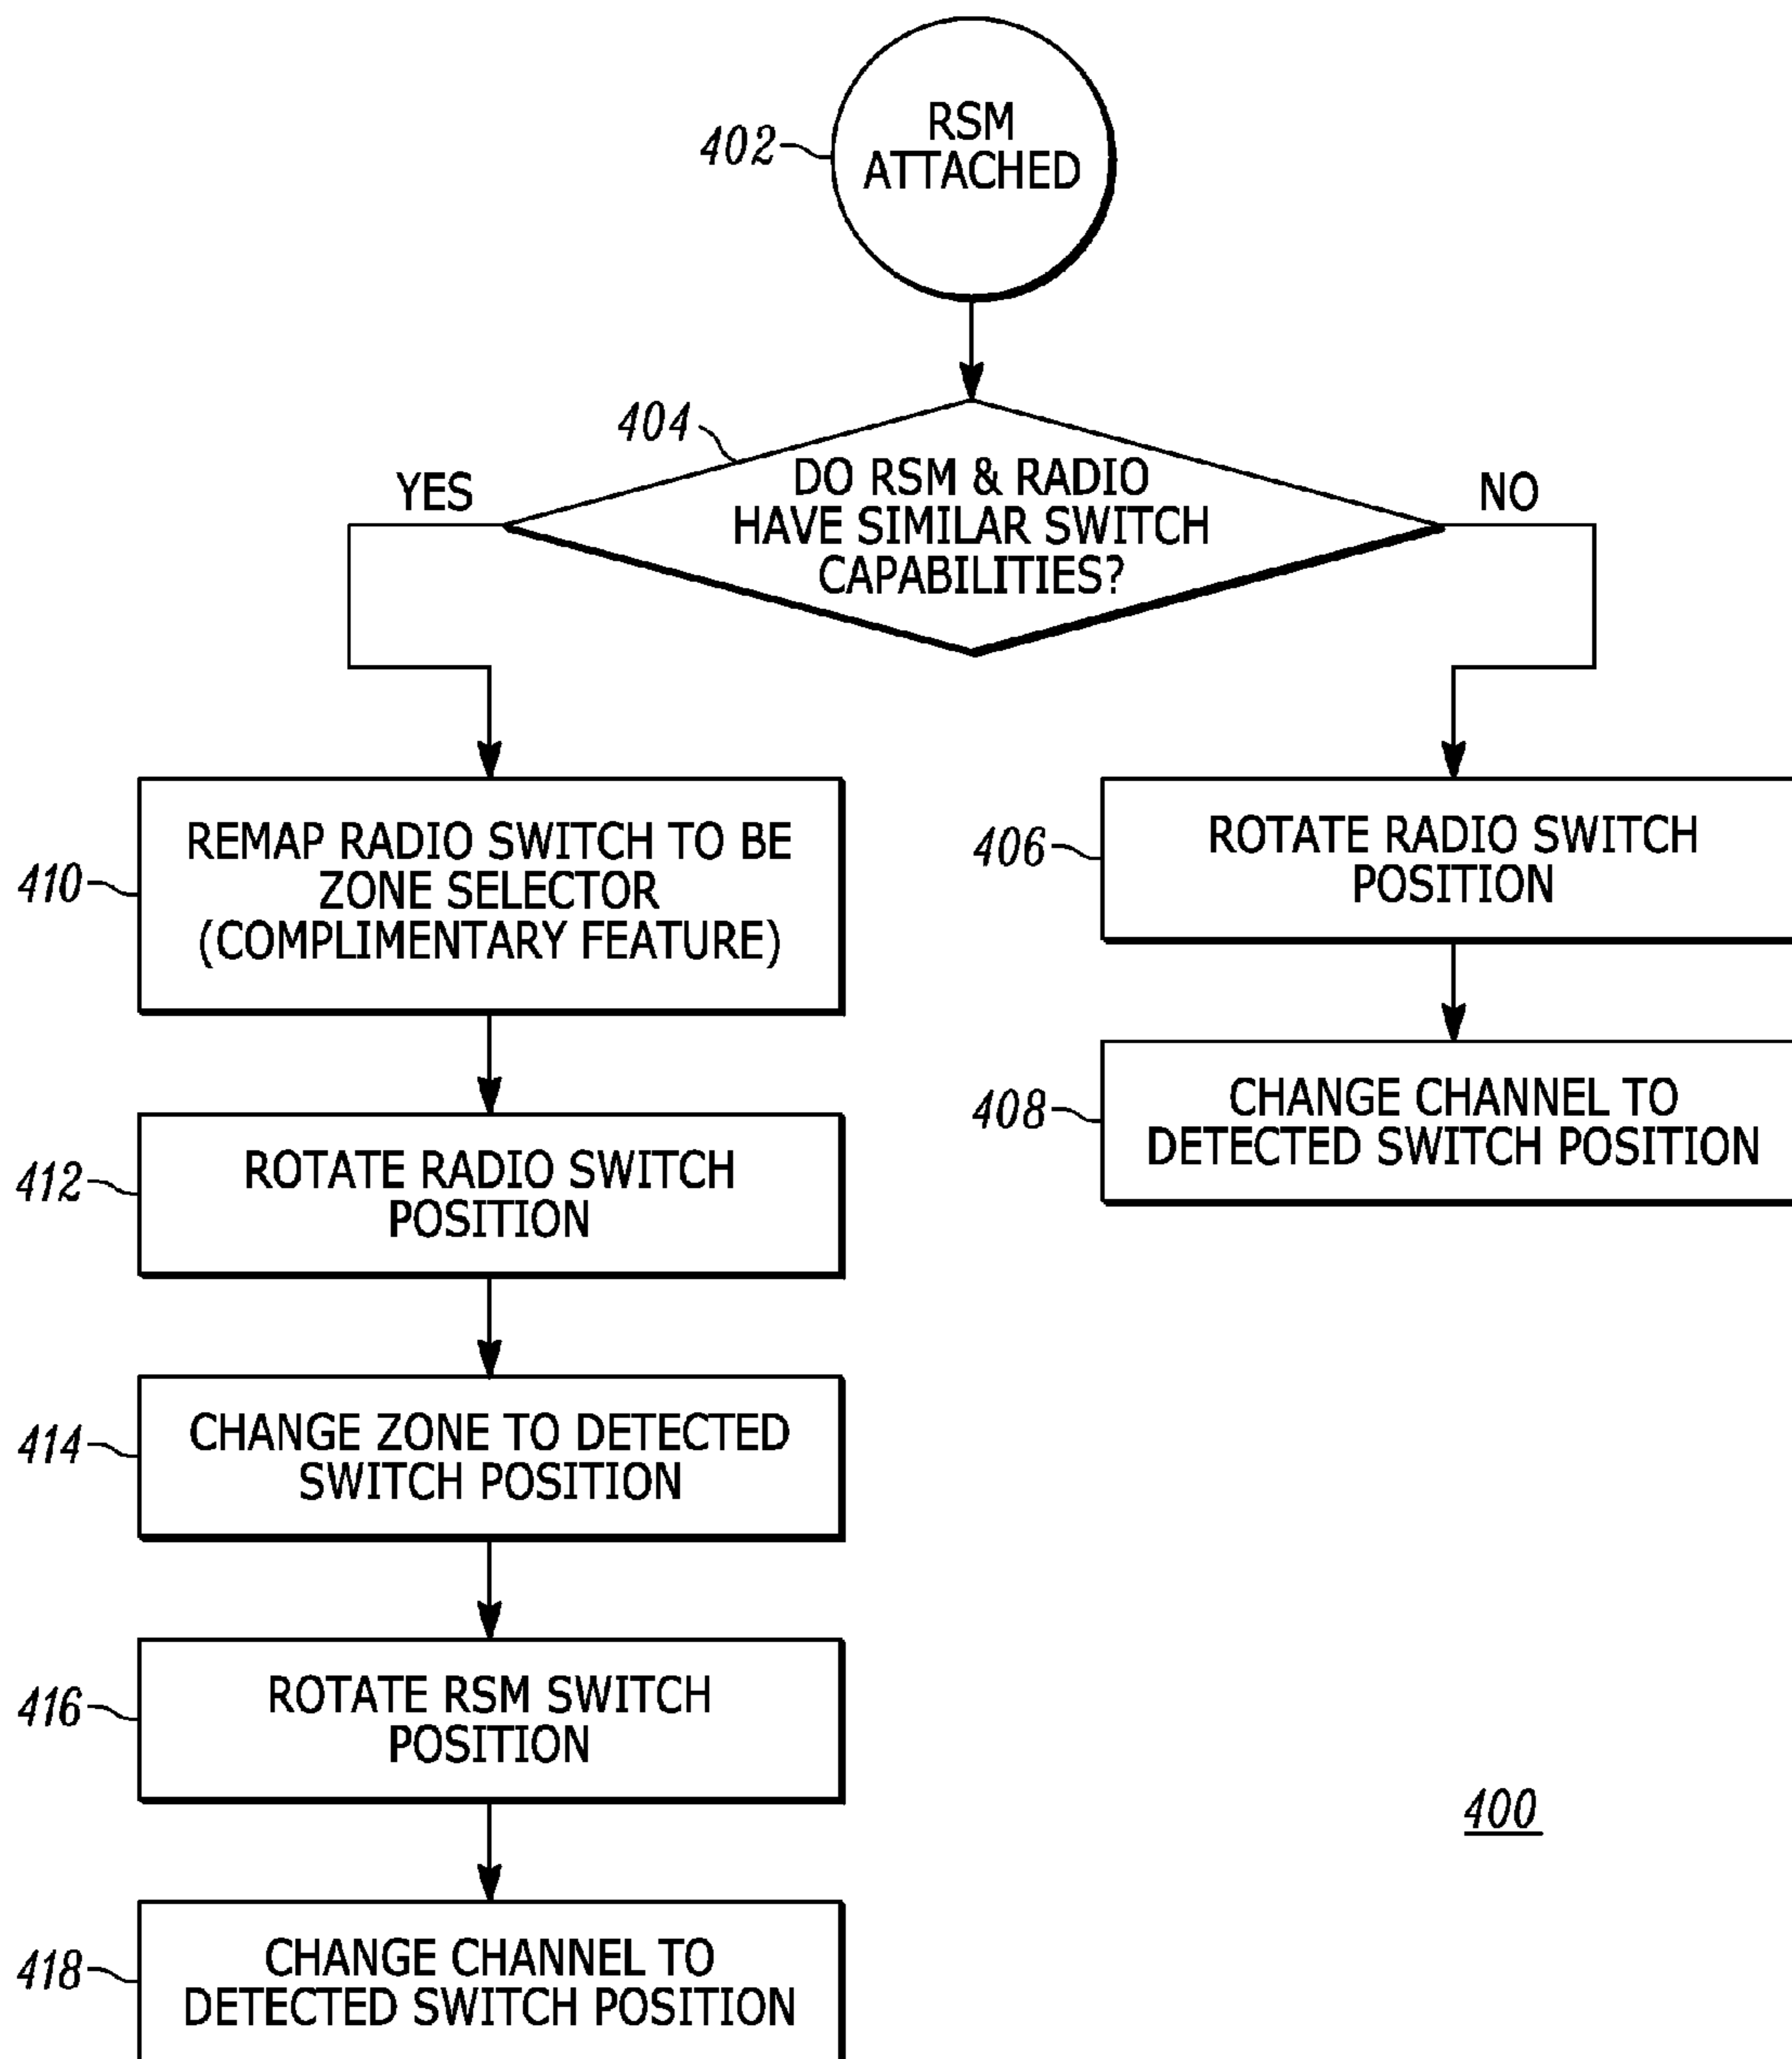 402
RSM
ATTACHED
404
DO RSM & RADIO
HAVE SIMILAR SWITCH
CAPABILITIES?
YES
NO
410
REMAP RADIO SWITCH TO BE
ZONE SELECTOR
(COMPLIMENTARY FEATURE)
406
ROTATE RADIO SWITCH
POSITION
408
CHANGE CHANNEL TO
DETECTED SWITCH POSITION
412
ROTATE RADIO SWITCH
POSITION
414
CHANGE ZONE TO DETECTED
SWITCH POSITION
416
ROTATE RSM SWITCH
POSITION
418
CHANGE CHANNEL TO
DETECTED SWITCH POSITION
400